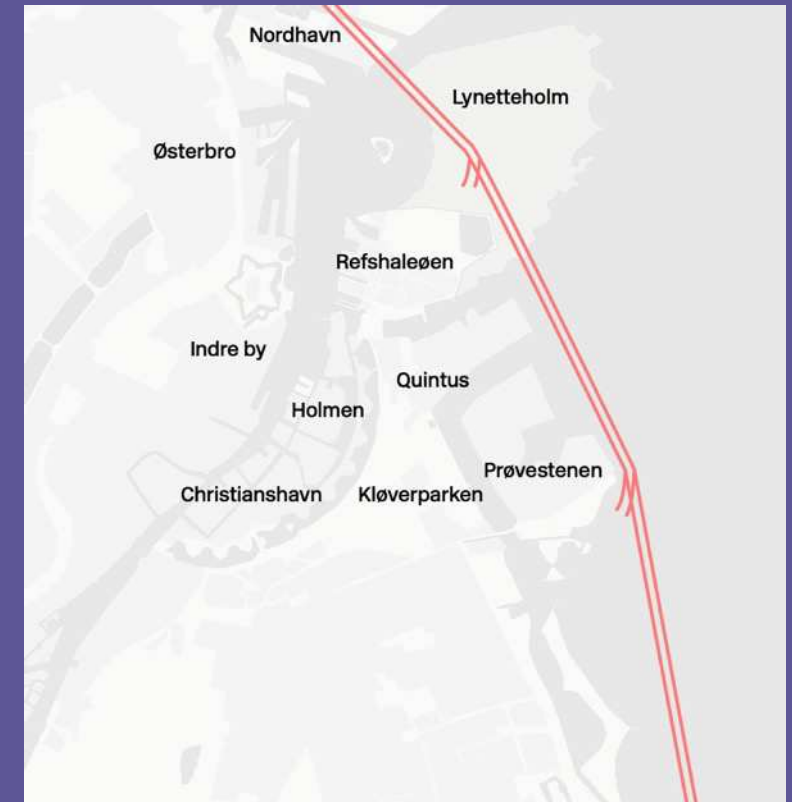 Nordhavn
Lynetteholm
Østerbro
Refshaleøen
Indre by
Quintus
Holmen
Prøvestenen
Christianshavn
Kløverparken